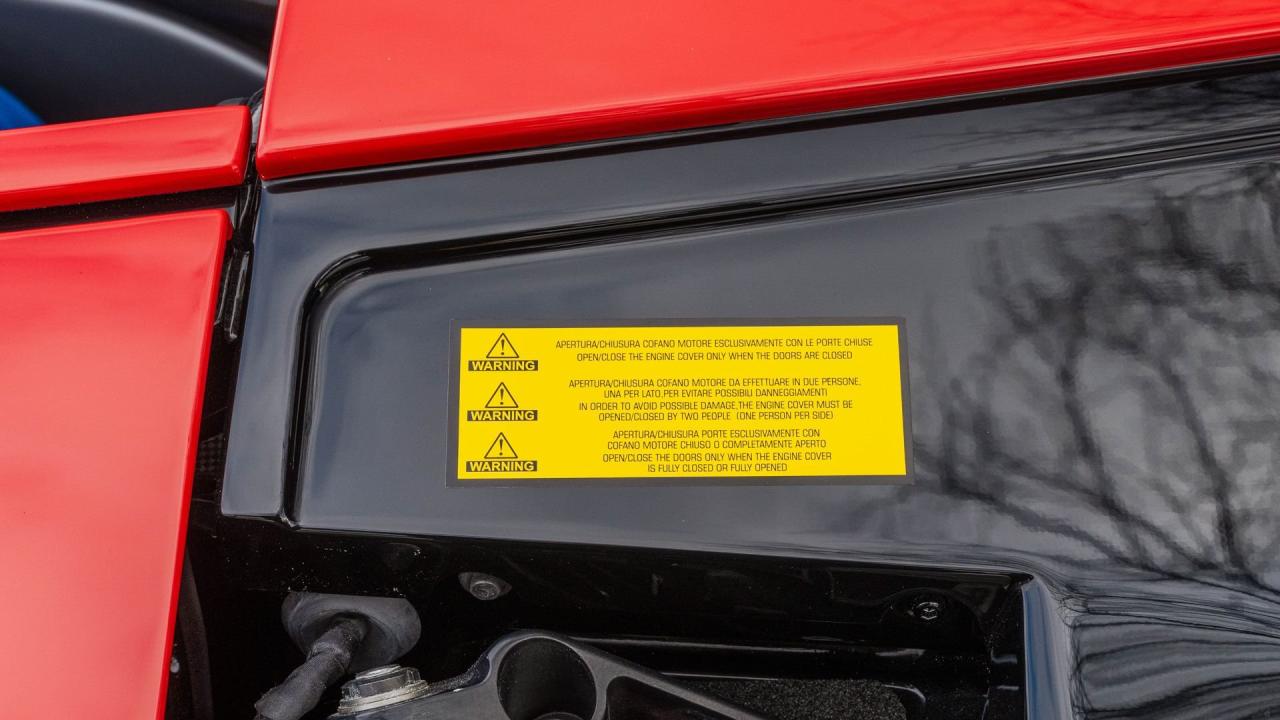 WARNING
APERTURA/CHIUSURA COFANO MOTORE ESCLUSIVAMENTE CON LE PORTE CHIUSE
OPEN/CLOSE THE ENGINE COVER ONLY WHEN THE DOORS ARE CLOSED
WARNING
APERTURA/CHIUSURA COFANO MOTORE DA EFFETTUARE IN DUE PERSONE,
UNA PER LATO,PER EVITARE POSSIBILI DANNEGGIAMENTI
IN ORDER TO AVOID POSSIBLE DAMAGE,THE ENGINE COVER MUST BE
OPENED/CLOSED BY TWO PEOPLE (ONE PERSON PER SIDE)
WARNING
APERTURA/CHIUSURA PORTE ESCLUSIVAMENTE CON
COFANO MOTORE CHIUSO O COMPLETAMENTE APERTO
OPEN/CLOSE THE DOORS ONLY WHEN THE ENGINE COVER
IS FULLY CLOSED OR FULLY OPENED